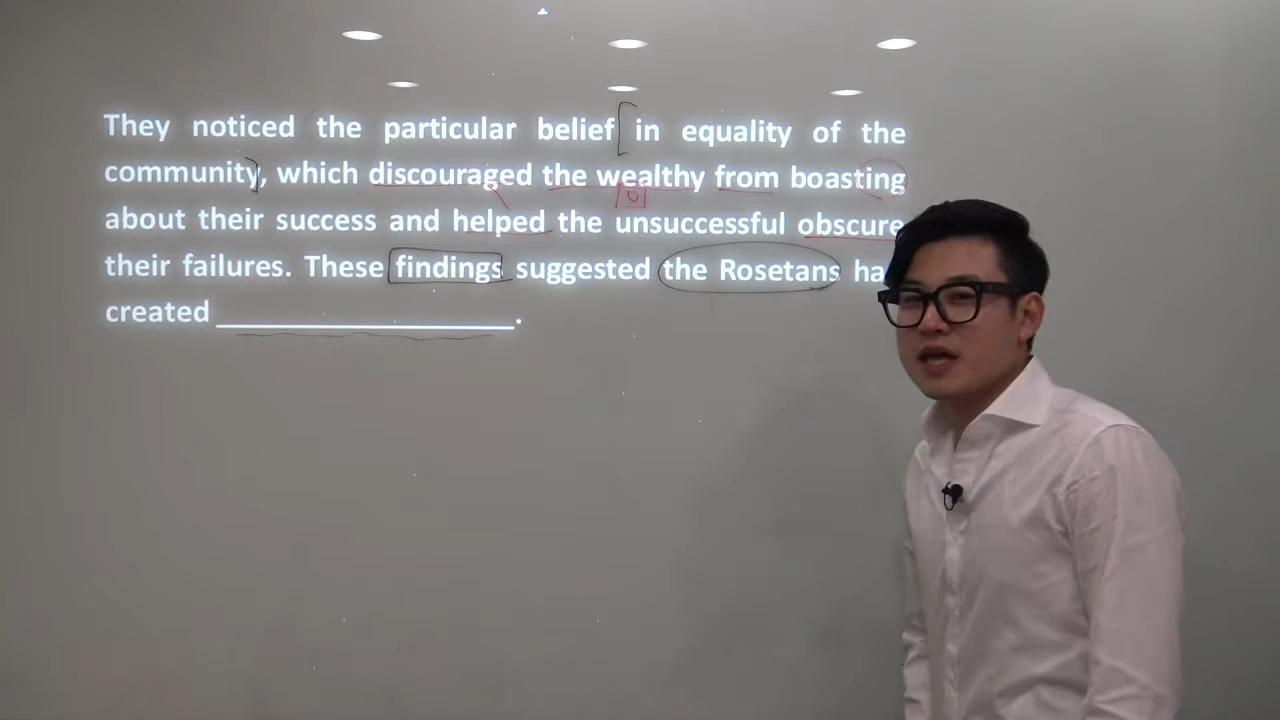 They noticed the particular belief in equality of the
community, which discouraged the wealthy from boasting
about their success and helped the unsuccessful obscure
their failures. These findings suggested the Rosetans
created ____________________.